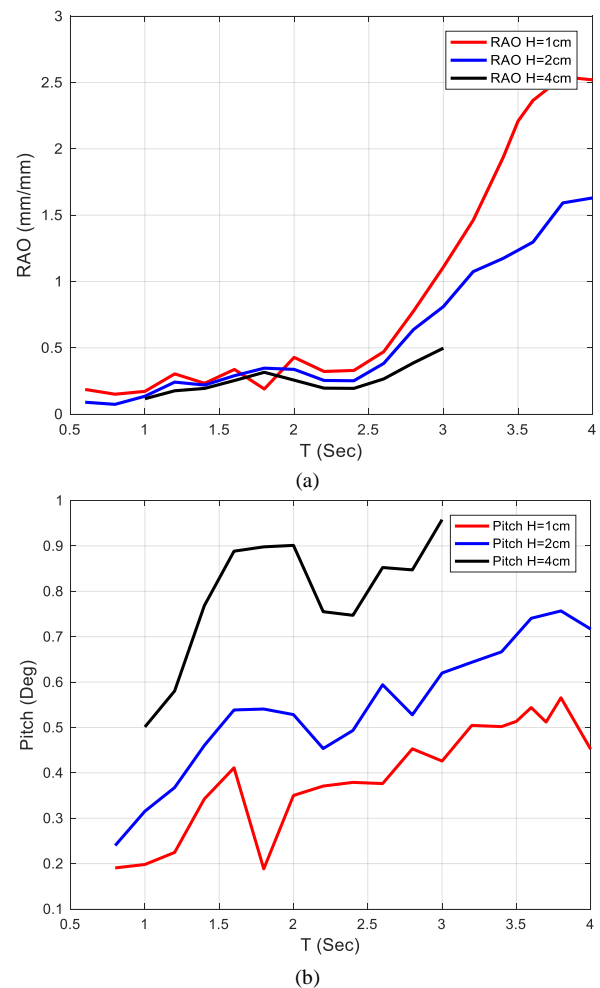 3
2.5
2
1.5
1
0.5
0
RAO (mm/mm)
RAO H=1cm
RAO H=2cm
RAO H=4cm
0.5 1 1.5 2 2.5 3 3.5 4
T (Sec)
(a)
1
0.9
0.8
0.7
0.6
0.5
0.4
0.3
0.2
0.1
Pitch (Deg)
Pitch H=1cm
Pitch H=2cm
Pitch H=4cm
0.5 1 1.5 2 2.5 3 3.5 4
T (Sec)
(b)